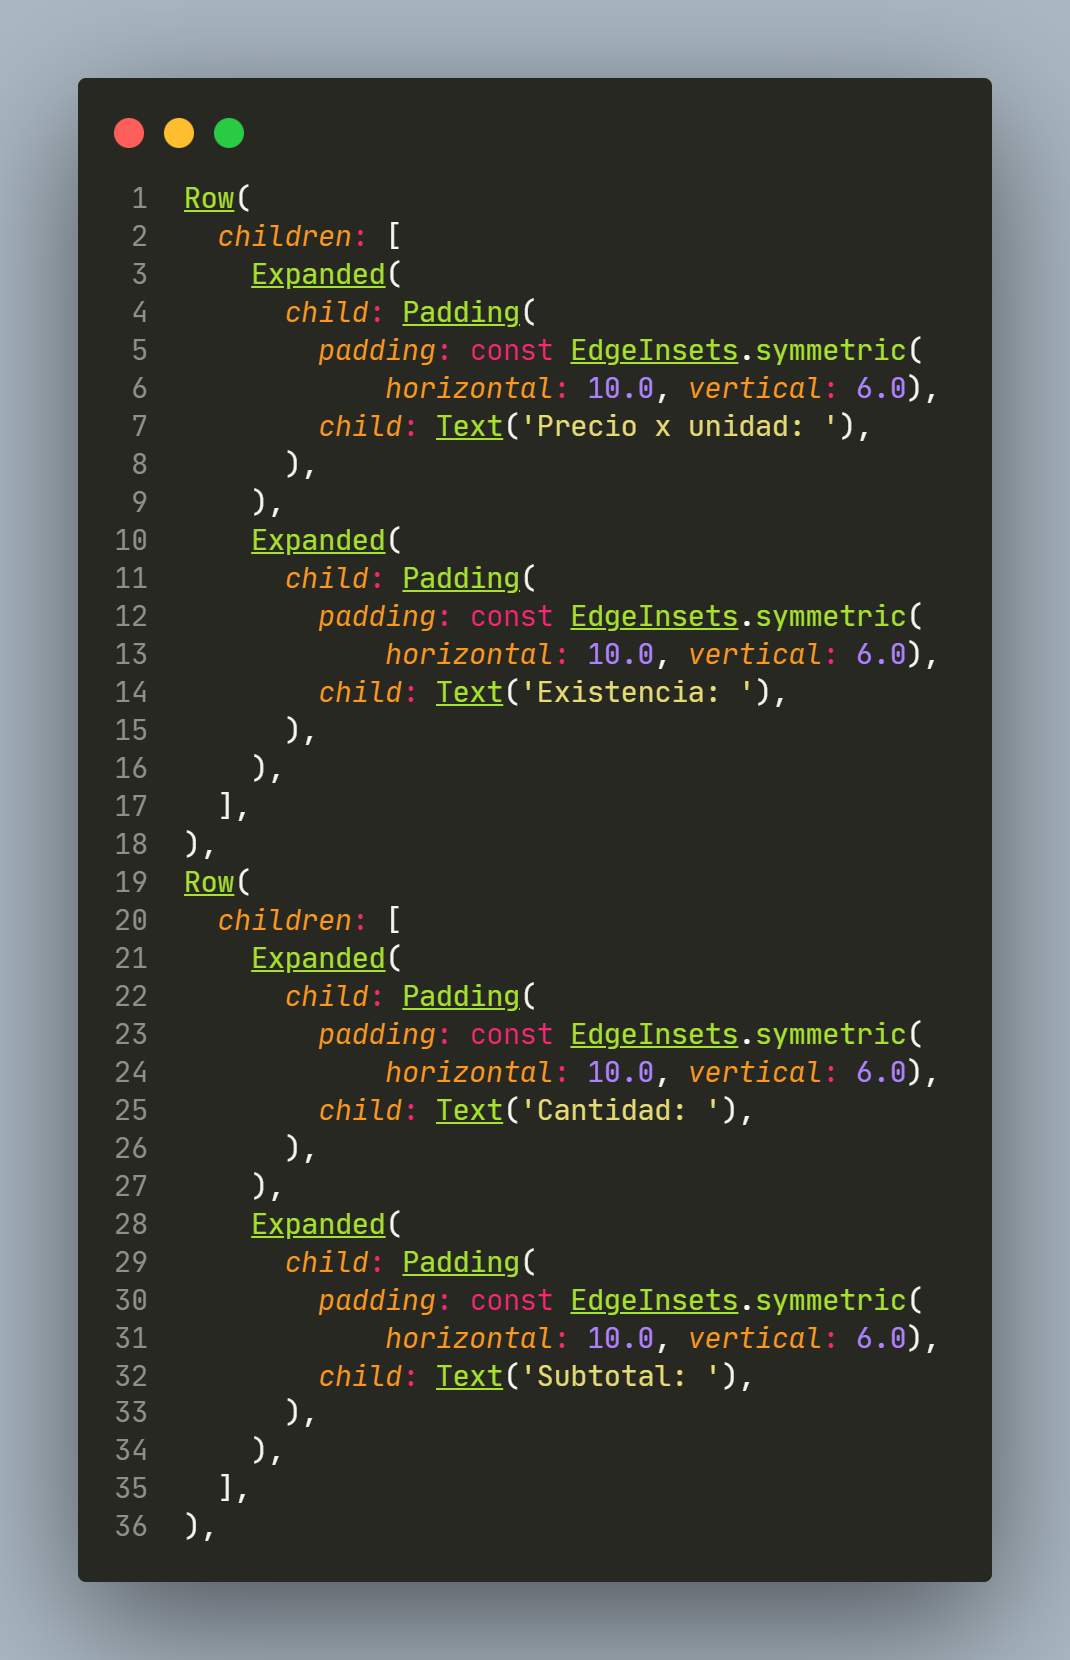 1 Row(
2   children: [
3     Expanded(
4       child: Padding(
5         padding: const EdgeInsets.symmetric(
6             horizontal: 10.0, vertical: 6.0),
7         child: Text('Precio x unidad: '),
8       ),
9     ),
10     Expanded(
11       child: Padding(
12         padding: const EdgeInsets.symmetric(
13             horizontal: 10.0, vertical: 6.0),
14         child: Text('Existencia: '),
15       ),
16     ),
17   ],
18 ),
19 Row(
20   children: [
21     Expanded(
22       child: Padding(
23         padding: const EdgeInsets.symmetric(
24             horizontal: 10.0, vertical: 6.0),
25         child: Text('Cantidad: '),
26       ),
27     ),
28     Expanded(
29       child: Padding(
30         padding: const EdgeInsets.symmetric(
31             horizontal: 10.0, vertical: 6.0),
32         child: Text('Subtotal: '),
33       ),
34     ),
35   ],
36 ),